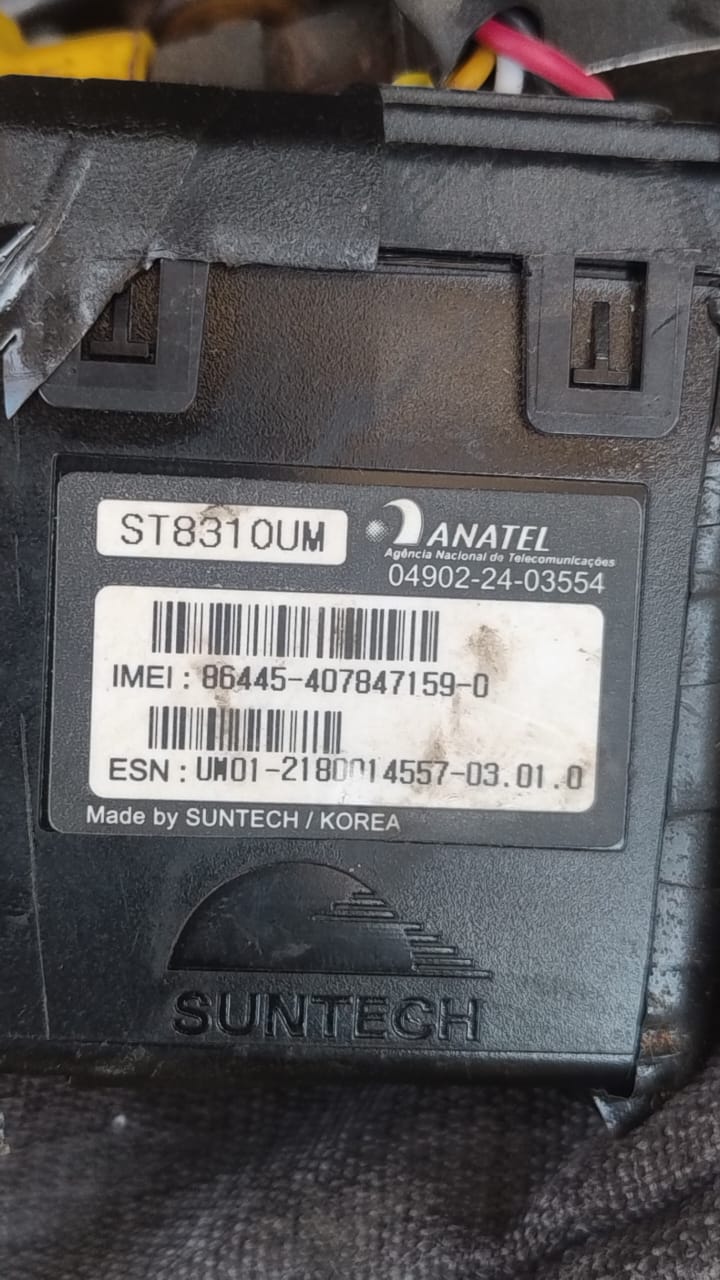 ST8310UM
ANATEL
Agência Nacional de Telecomunicações
04902-24-03554
IMEI : 86445-407847159-0
ESN : UM01-2180014557-03.01.0
Made by SUNTECH / KOREA
SUNTECH